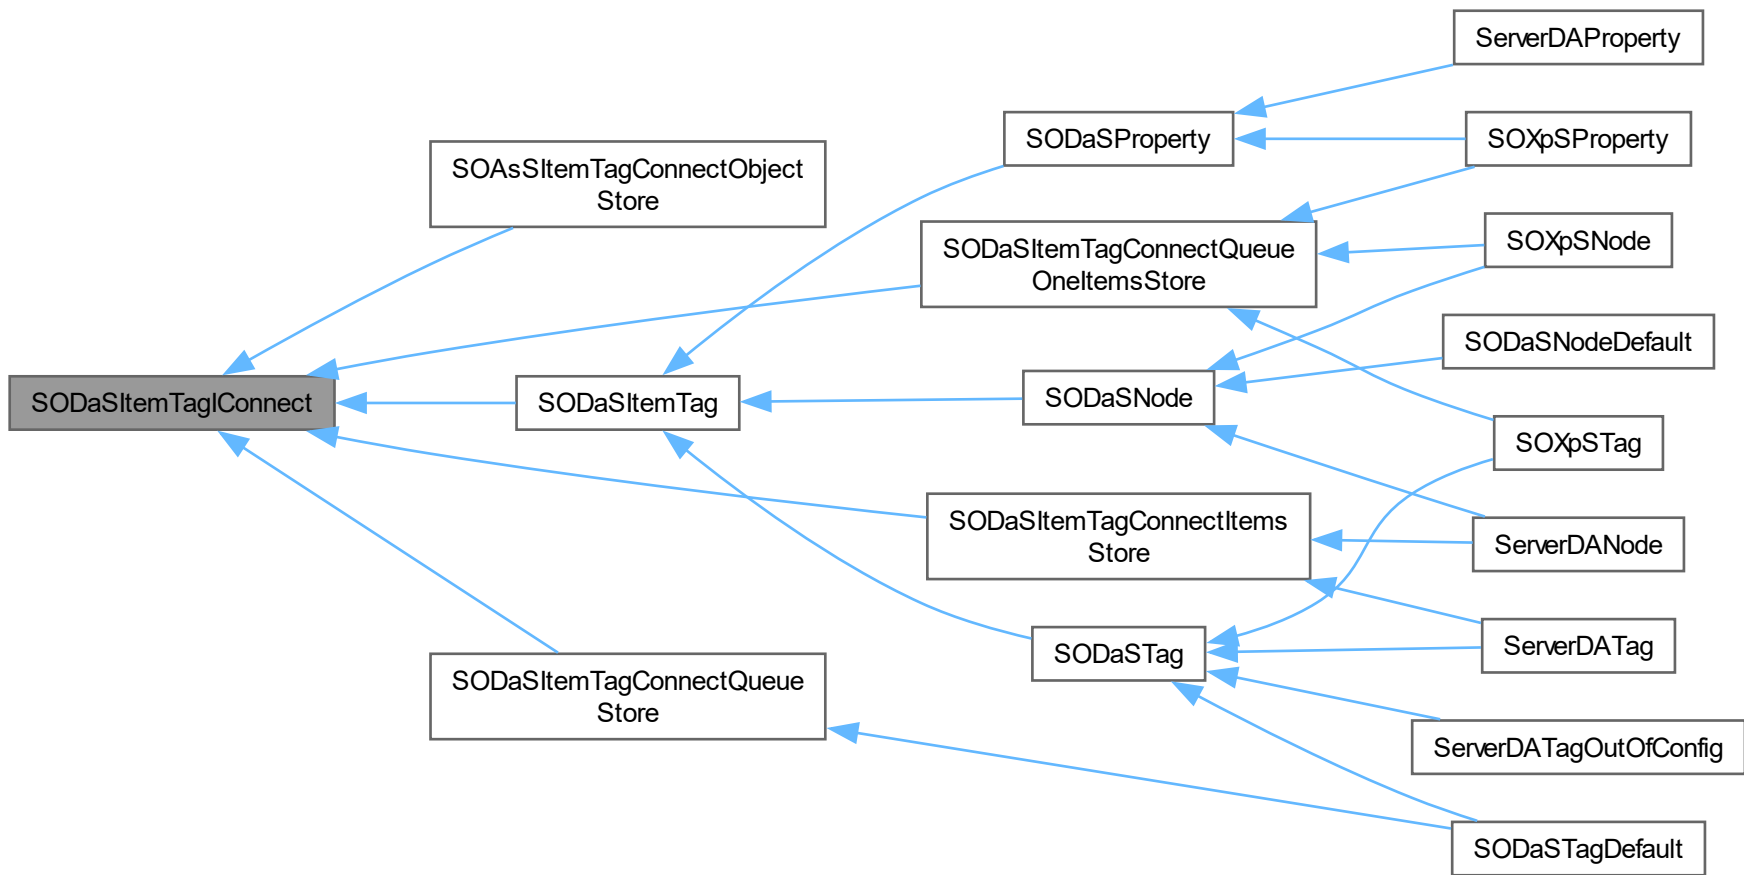 ServerDAProperty
SODaSProperty
SOXpSProperty
SOAsSItemTagConnectObject
Store
SODaSItemTagConnectQueue
OneItemsStore
SOXpSNode
SODaSNodeDefault
SODaSItemTagIConnect
SODaSItemTag
SODaSNode
SOXpSTag
SODaSItemTagConnectItems
Store
ServerDANode
SODaSTag
ServerDATag
SODaSItemTagConnectQueue
Store
ServerDATagOutOfConfig
SODaSTagDefault